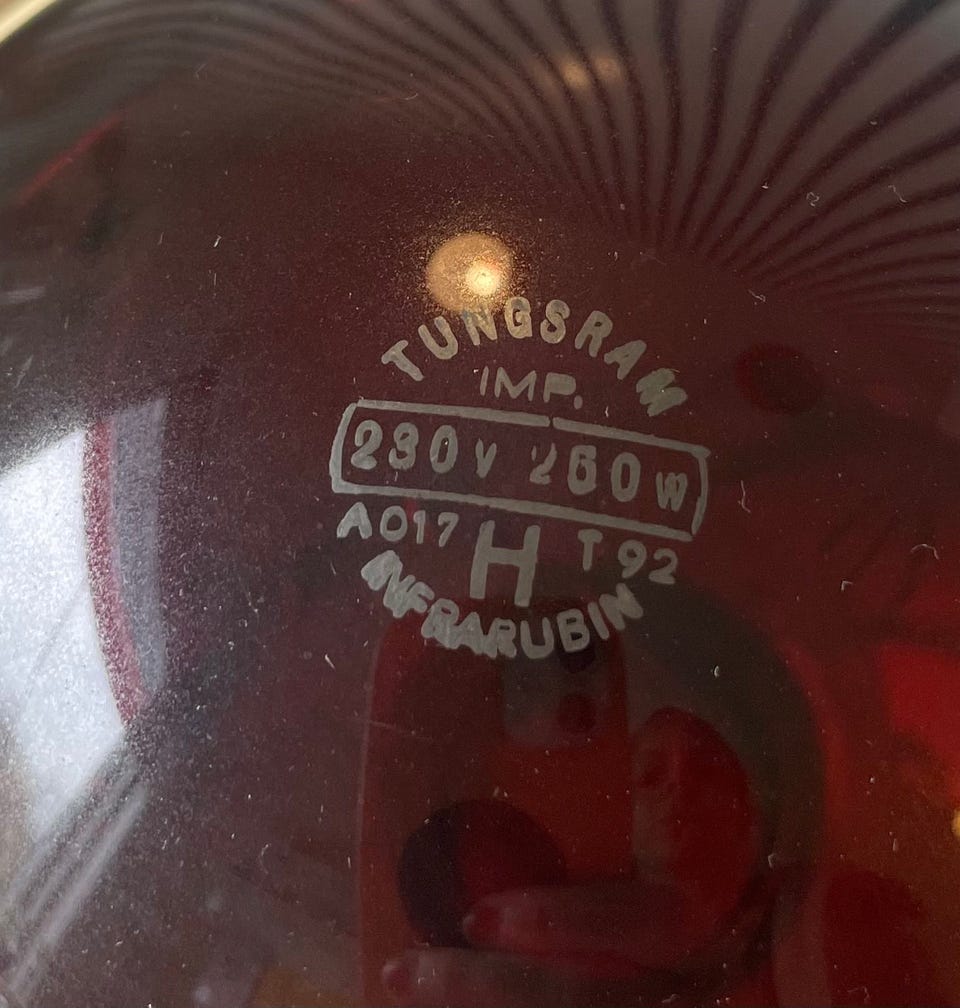 TUNGSRAM
IMP.
230V 250W
A017 H T92
INFRARUBIN